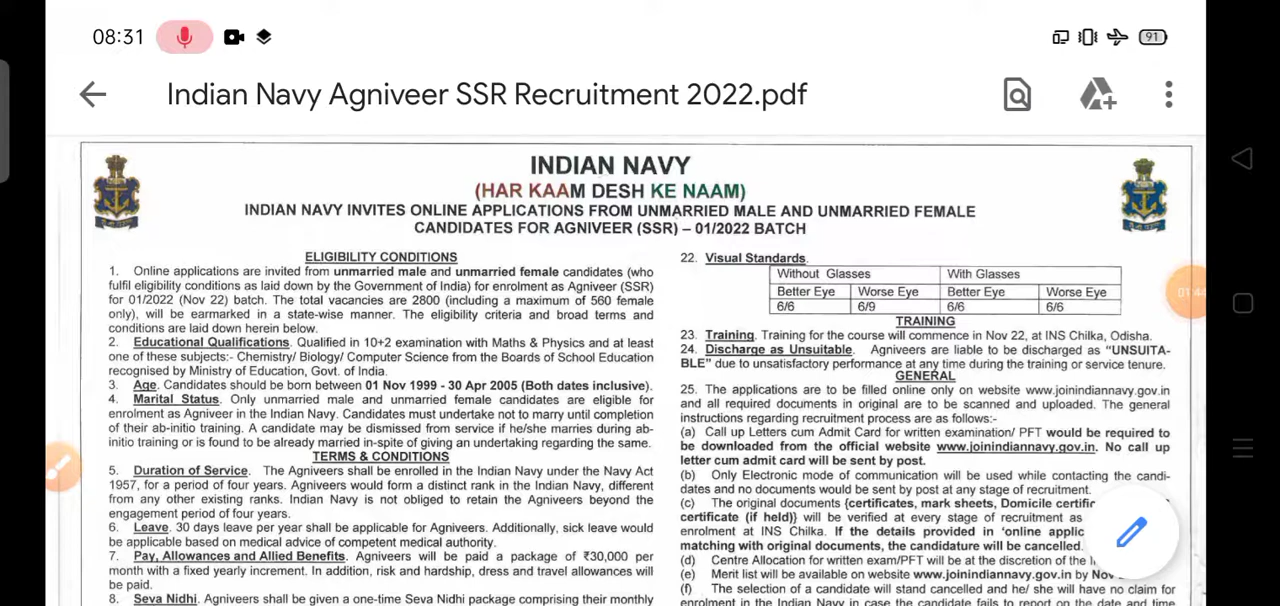 08:31
91
Indian Navy Agniveer SSR Recruitment 2022.pdf
INDIAN NAVY
(HAR KAAM DESH KE NAAM)
INDIAN NAVY INVITES ONLINE APPLICATIONS FROM UNMARRIED MALE AND UNMARRIED FEMALE
CANDIDATES FOR AGNIVEER (SSR) – 01/2022 BATCH
ELIGIBILITY CONDITIONS
1. Online applications are invited from unmarried male and unmarried female candidates (who
fulfil eligibility conditions as laid down by the Government of India) for enrolment as Agniveer (SSR)
for 01/2022 (Nov 22) batch. The total vacancies are 2800 (including a maximum of 560 female
only), will be earmarked in a state-wise manner. The eligibility criteria and broad terms and
conditions are laid down herein below.
2. Educational Qualifications. Qualified in 10+2 examination with Maths & Physics and at least
one of these subjects:- Chemistry/ Biology/ Computer Science from the Boards of School Education
recognised by Ministry of Education, Govt. of India.
3. Age. Candidates should be born between 01 Nov 1999 - 30 Apr 2005 (Both dates inclusive).
4. Marital Status. Only unmarried male and unmarried female candidates are eligible for
enrolment as Agniveer in the Indian Navy. Candidates must undertake not to marry until completion
of their ab-initio training. A candidate may be dismissed from service if he/she marries during ab-
initio training or is found to be already married in-spite of giving an undertaking regarding the same.
TERMS & CONDITIONS
5. Duration of Service. The Agniveers shall be enrolled in the Indian Navy under the Navy Act
1957, for a period of four years. Agniveers would form a distinct rank in the Indian Navy, different
from any other existing ranks. Indian Navy is not obliged to retain the Agniveers beyond the
engagement period of four years.
6. Leave. 30 days leave per year shall be applicable for Agniveers. Additionally, sick leave would
be applicable based on medical advice of competent medical authority.
7. Pay, Allowances and Allied Benefits. Agniveers will be paid a package of ₹30,000 per
month with a fixed yearly increment. In addition, risk and hardship, dress and travel allowances will
be paid.
8. Seva Nidhi. Agniveers shall be given a one-time Seva Nidhi package comprising their monthly
22. Visual Standards.
Without Glasses With Glasses
Better Eye Worse Eye Better Eye Worse Eye
6/6 6/9 6/6 6/6
TRAINING
23. Training. Training for the course will commence in Nov 22, at INS Chilka, Odisha.
24. Discharge as Unsuitable. Agniveers are liable to be discharged as "UNSUITA-
BLE" due to unsatisfactory performance at any time during the training or service tenure.
GENERAL
25. The applications are to be filled online only on website www.joinindiannavy.gov.in
and all required documents in original are to be scanned and uploaded. The general
instructions regarding recruitment process are as follows:-
(a) Call up Letters cum Admit Card for written examination/ PFT would be required to
be downloaded from the official website www.joinindiannavy.gov.in. No call up
letter cum admit card will be sent by post.
(b) Only Electronic mode of communication will be used while contacting the candi-
dates and no documents would be sent by post at any stage of recruitment.
(c) The original documents {certificates, mark sheets, Domicile
certificate (if held)} will be verified at every stage of recruitment as
enrolment at INS Chilka. If the details provided in 'online
matching with original documents, the candidature will be cancelled.
(d) Centre Allocation for written exam/PFT will be at the discretion of the
(e) Merit list will be available on website www.joinindiannavy.gov.in by Nov
(f) The selection of a candidate will stand cancelled and he/ she will have no claim for
enrolment in the Indian Navy in case the candidate fails to report on the date and time